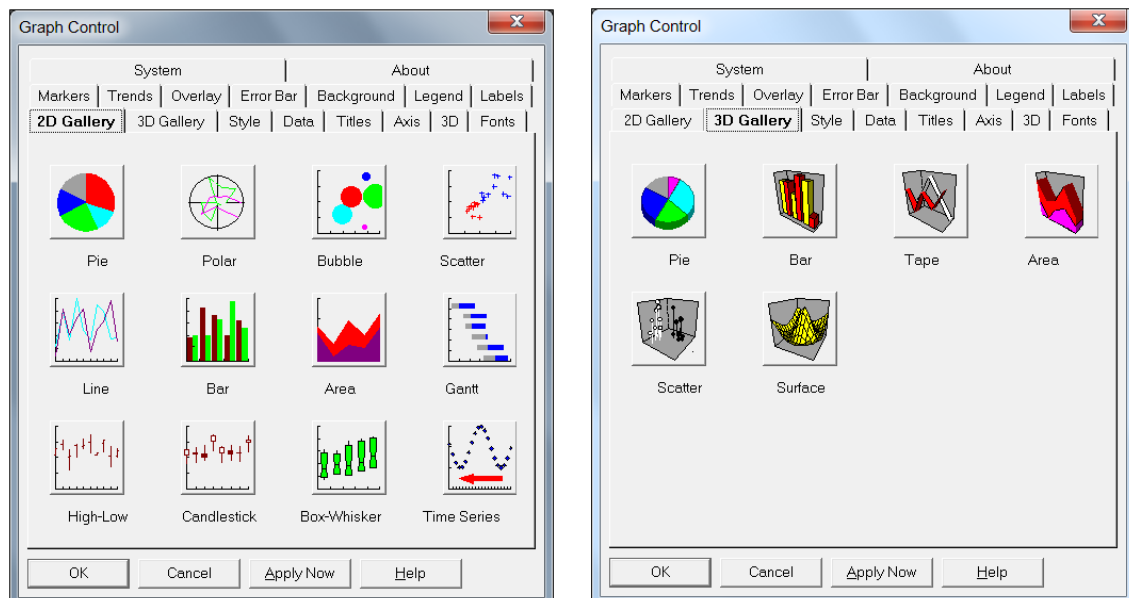 Graph Control
System About
Markers Trends Overlay Error Bar Background Legend Labels
2D Gallery 3D Gallery Style Data Titles Axis 3D Fonts
Pie Polar Bubble Scatter
Line Bar Area Gantt
High-Low Candlestick Box-Whisker Time Series
OK Cancel Apply Now Help
Graph Control
System About
Markers Trends Overlay Error Bar Background Legend Labels
2D Gallery 3D Gallery Style Data Titles Axis 3D Fonts
Pie Bar Tape Area
Scatter Surface
OK Cancel Apply Now Help